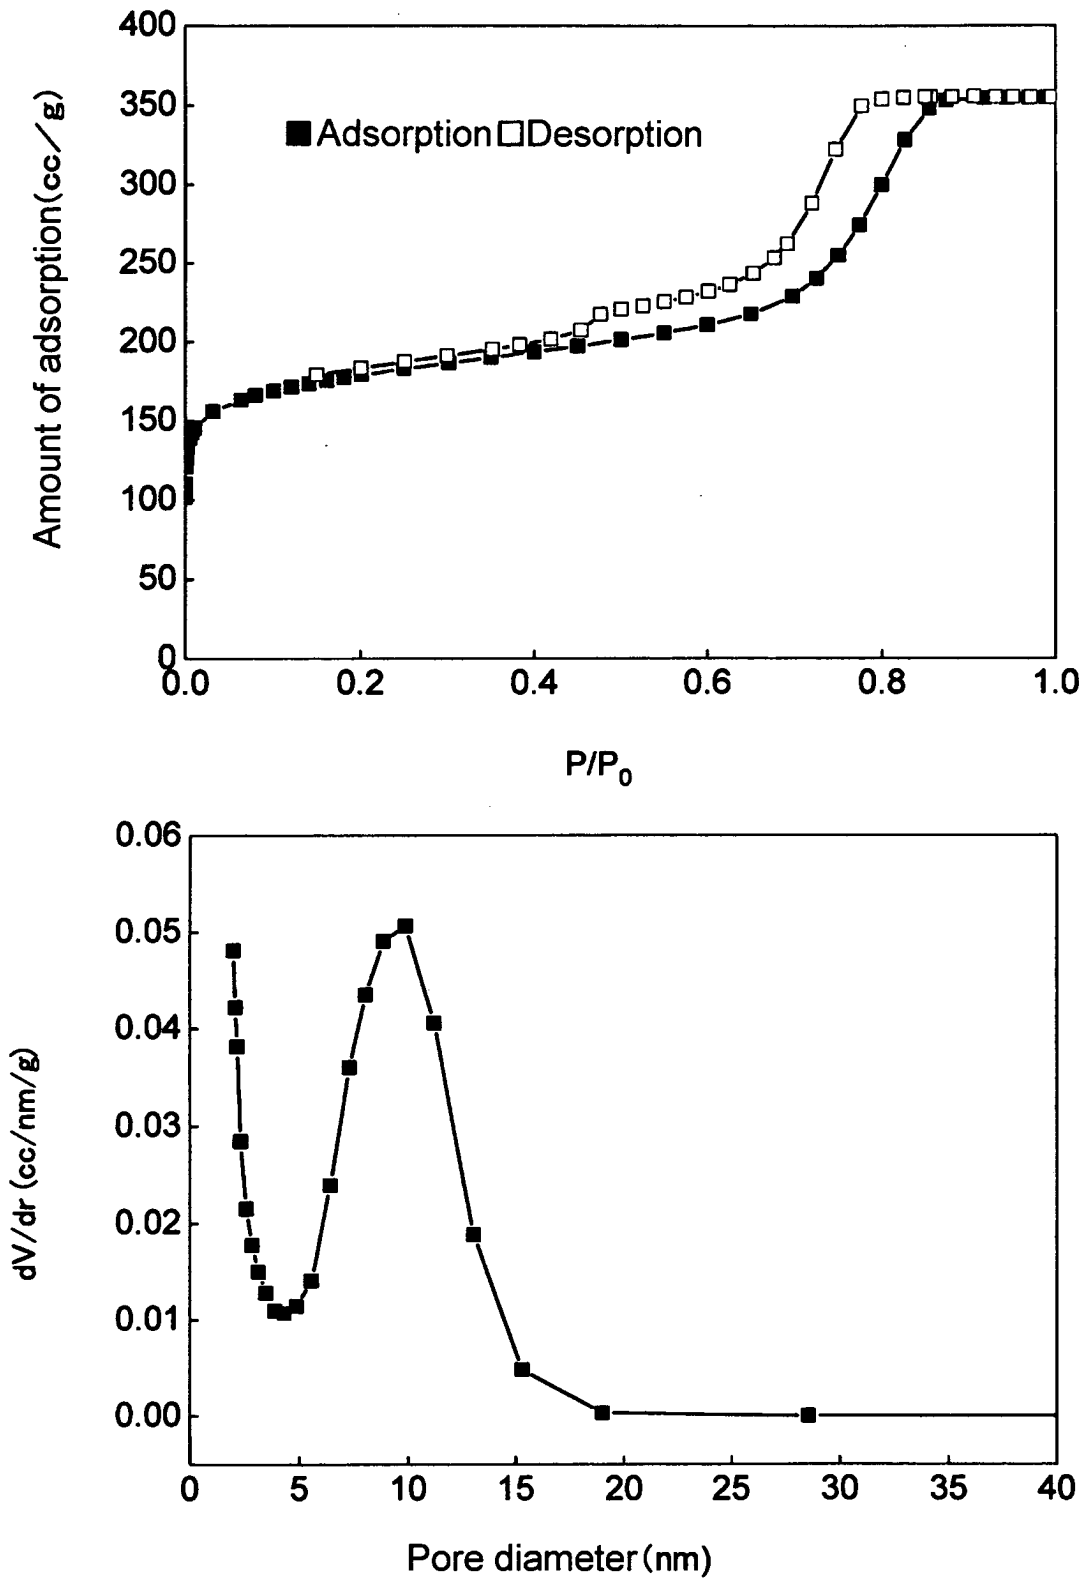 400
350
300
250
200
150
100
50
0
Amount of adsorption(cc/g)
■Adsorption□Desorption
0.0 0.2 0.4 0.6 0.8 1.0
P/P₀
0.06
0.05
0.04
0.03
0.02
0.01
0.00
dV/dr (cc/nm/g)
0 5 10 15 20 25 30 35 40
Pore diameter(nm)